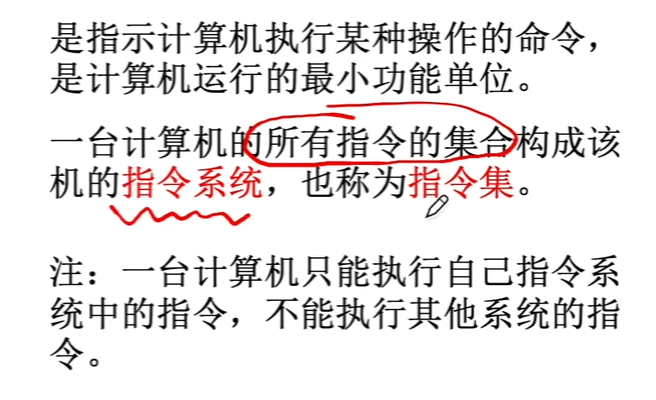 是指示计算机执行某种操作的命令，
是计算机运行的最小功能单位。
一台计算机的所有指令的集合构成该
机的指令系统，也称为指令集。
注：一台计算机只能执行自己指令系
统中的指令，不能执行其他系统的指
令。